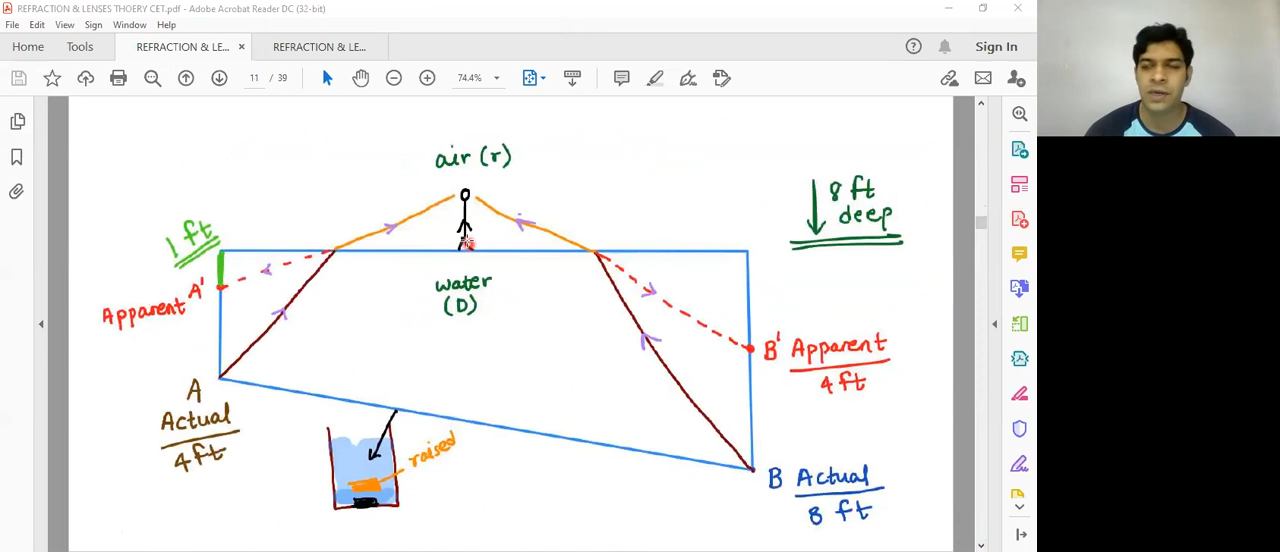 REFRACTION & LENSES THOERY CET.pdf - Adobe Acrobat Reader DC (32-bit)
File Edit View Sign Window Help
Home Tools REFRACTION & LE... × REFRACTION & LE... Sign In
11 / 39 74.4%
air (r)
8 ft
deep
1 ft
Apparent A'
water
(D)
B' Apparent
4 ft
A
Actual
4 ft
raised
B Actual
8 ft